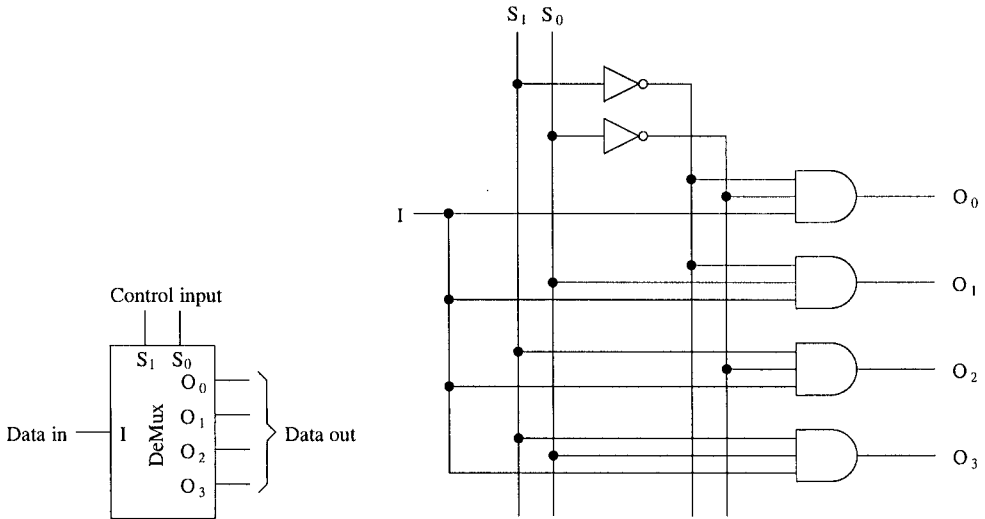 S1 S0
I
O0
O1
O2
O3
Control input
S1 S0
O0
O1
O2
O3
Data in
I
DeMux
Data out